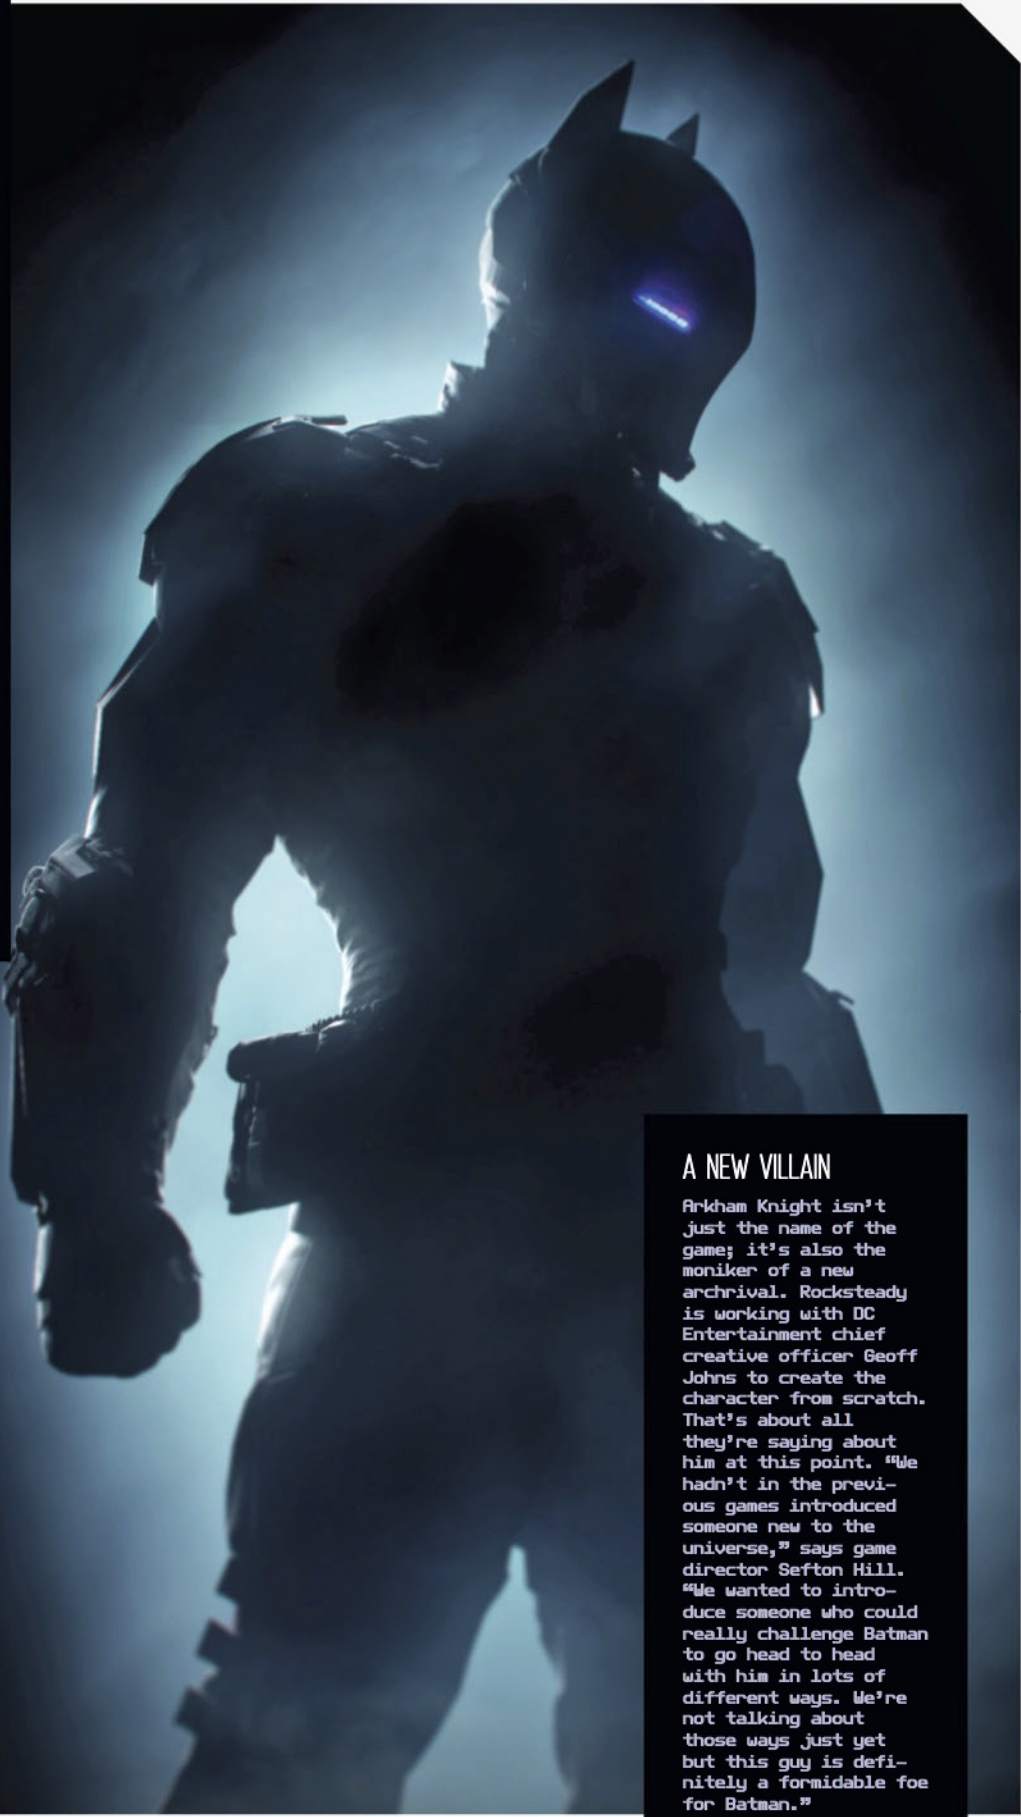 A NEW VILLAIN
Arkham Knight isn't
just the name of the
game; it's also the
moniker of a new
archrival. Rocksteady
is working with DC
Entertainment chief
creative officer Geoff
Johns to create the
character from scratch.
That's about all
they're saying about
him at this point. “We
hadn't in the previ-
ous games introduced
someone new to the
universe,” says game
director Sefton Hill.
“We wanted to intro-
duce someone who could
really challenge Batman
to go head to head
with him in lots of
different ways. We're
not talking about
those ways just yet
but this guy is defi-
nitely a formidable foe
for Batman.”